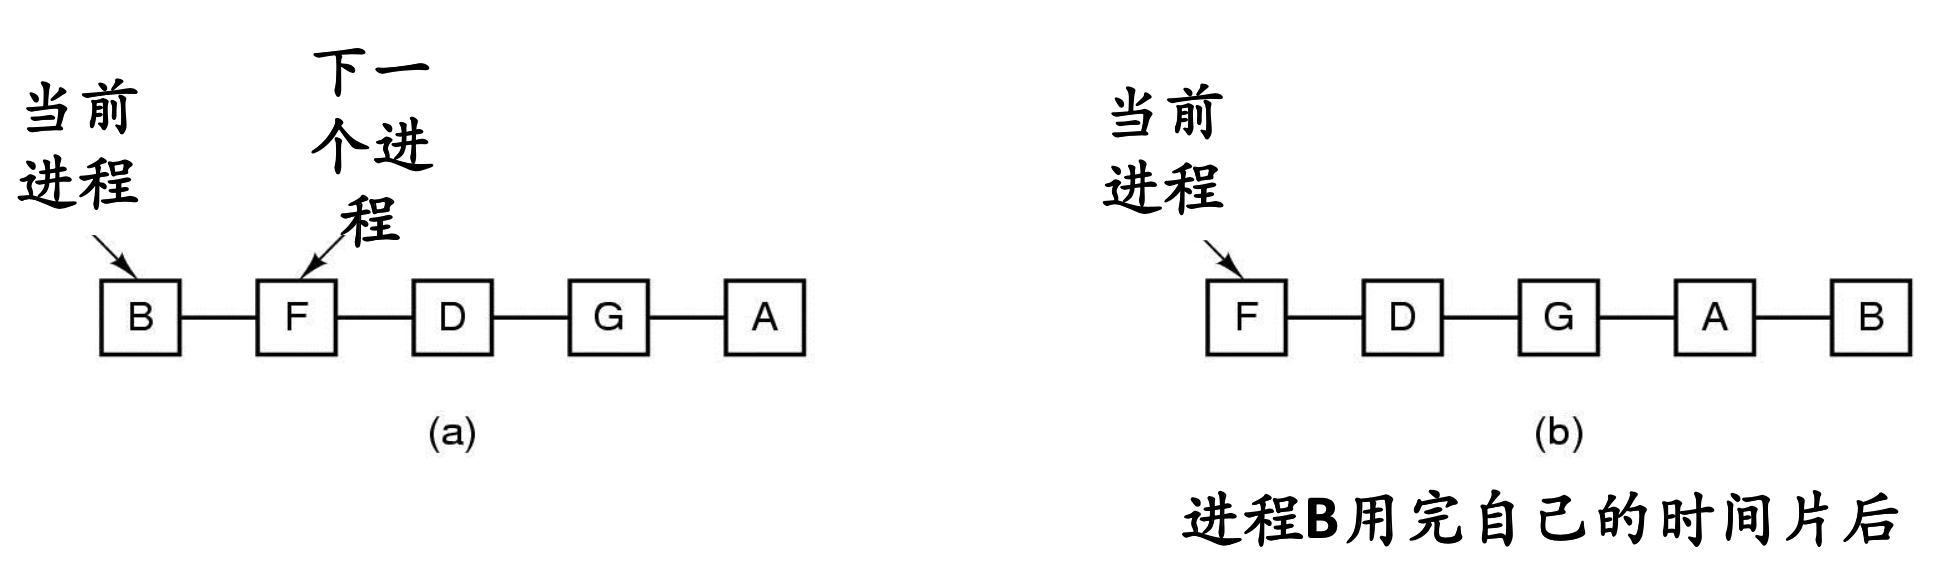 当前
进程
下一
个进
程
B F D G A
(a)
当前
进程
F D G A B
(b)
进程B用完自己的时间片后